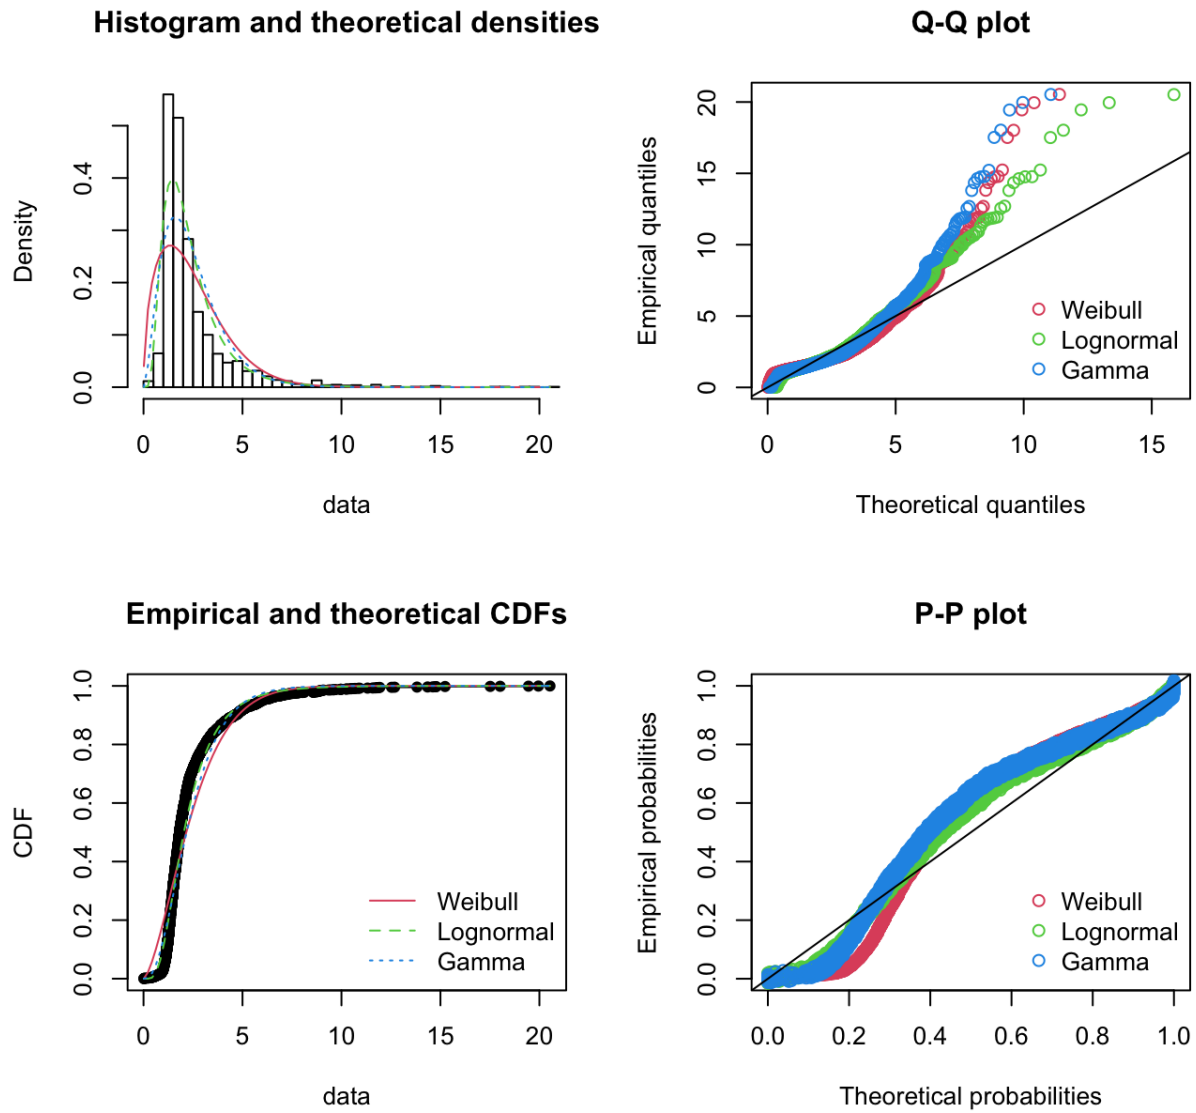 Histogram and theoretical densities
Density
0.0 0.2 0.4
0 5 10 15 20
data
Q-Q plot
Empirical quantiles
0 5 10 15 20
Weibull
Lognormal
Gamma
0 5 10 15
Theoretical quantiles
Empirical and theoretical CDFs
CDF
0.0 0.2 0.4 0.6 0.8 1.0
Weibull
Lognormal
Gamma
0 5 10 15 20
data
P-P plot
Empirical probabilities
0.0 0.2 0.4 0.6 0.8 1.0
Weibull
Lognormal
Gamma
0.0 0.2 0.4 0.6 0.8 1.0
Theoretical probabilities